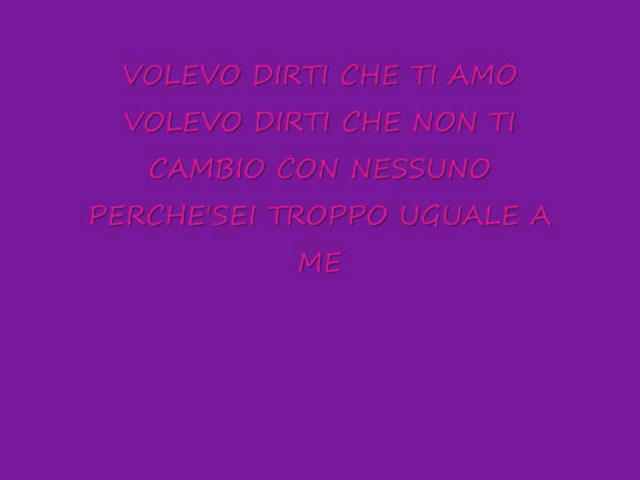 VOLEVO DIRTI CHE TI AMO
VOLEVO DIRTI CHE NON TI
CAMBIO CON NESSUNO
PERCHE'SEI TROPPO UGUALE A
ME